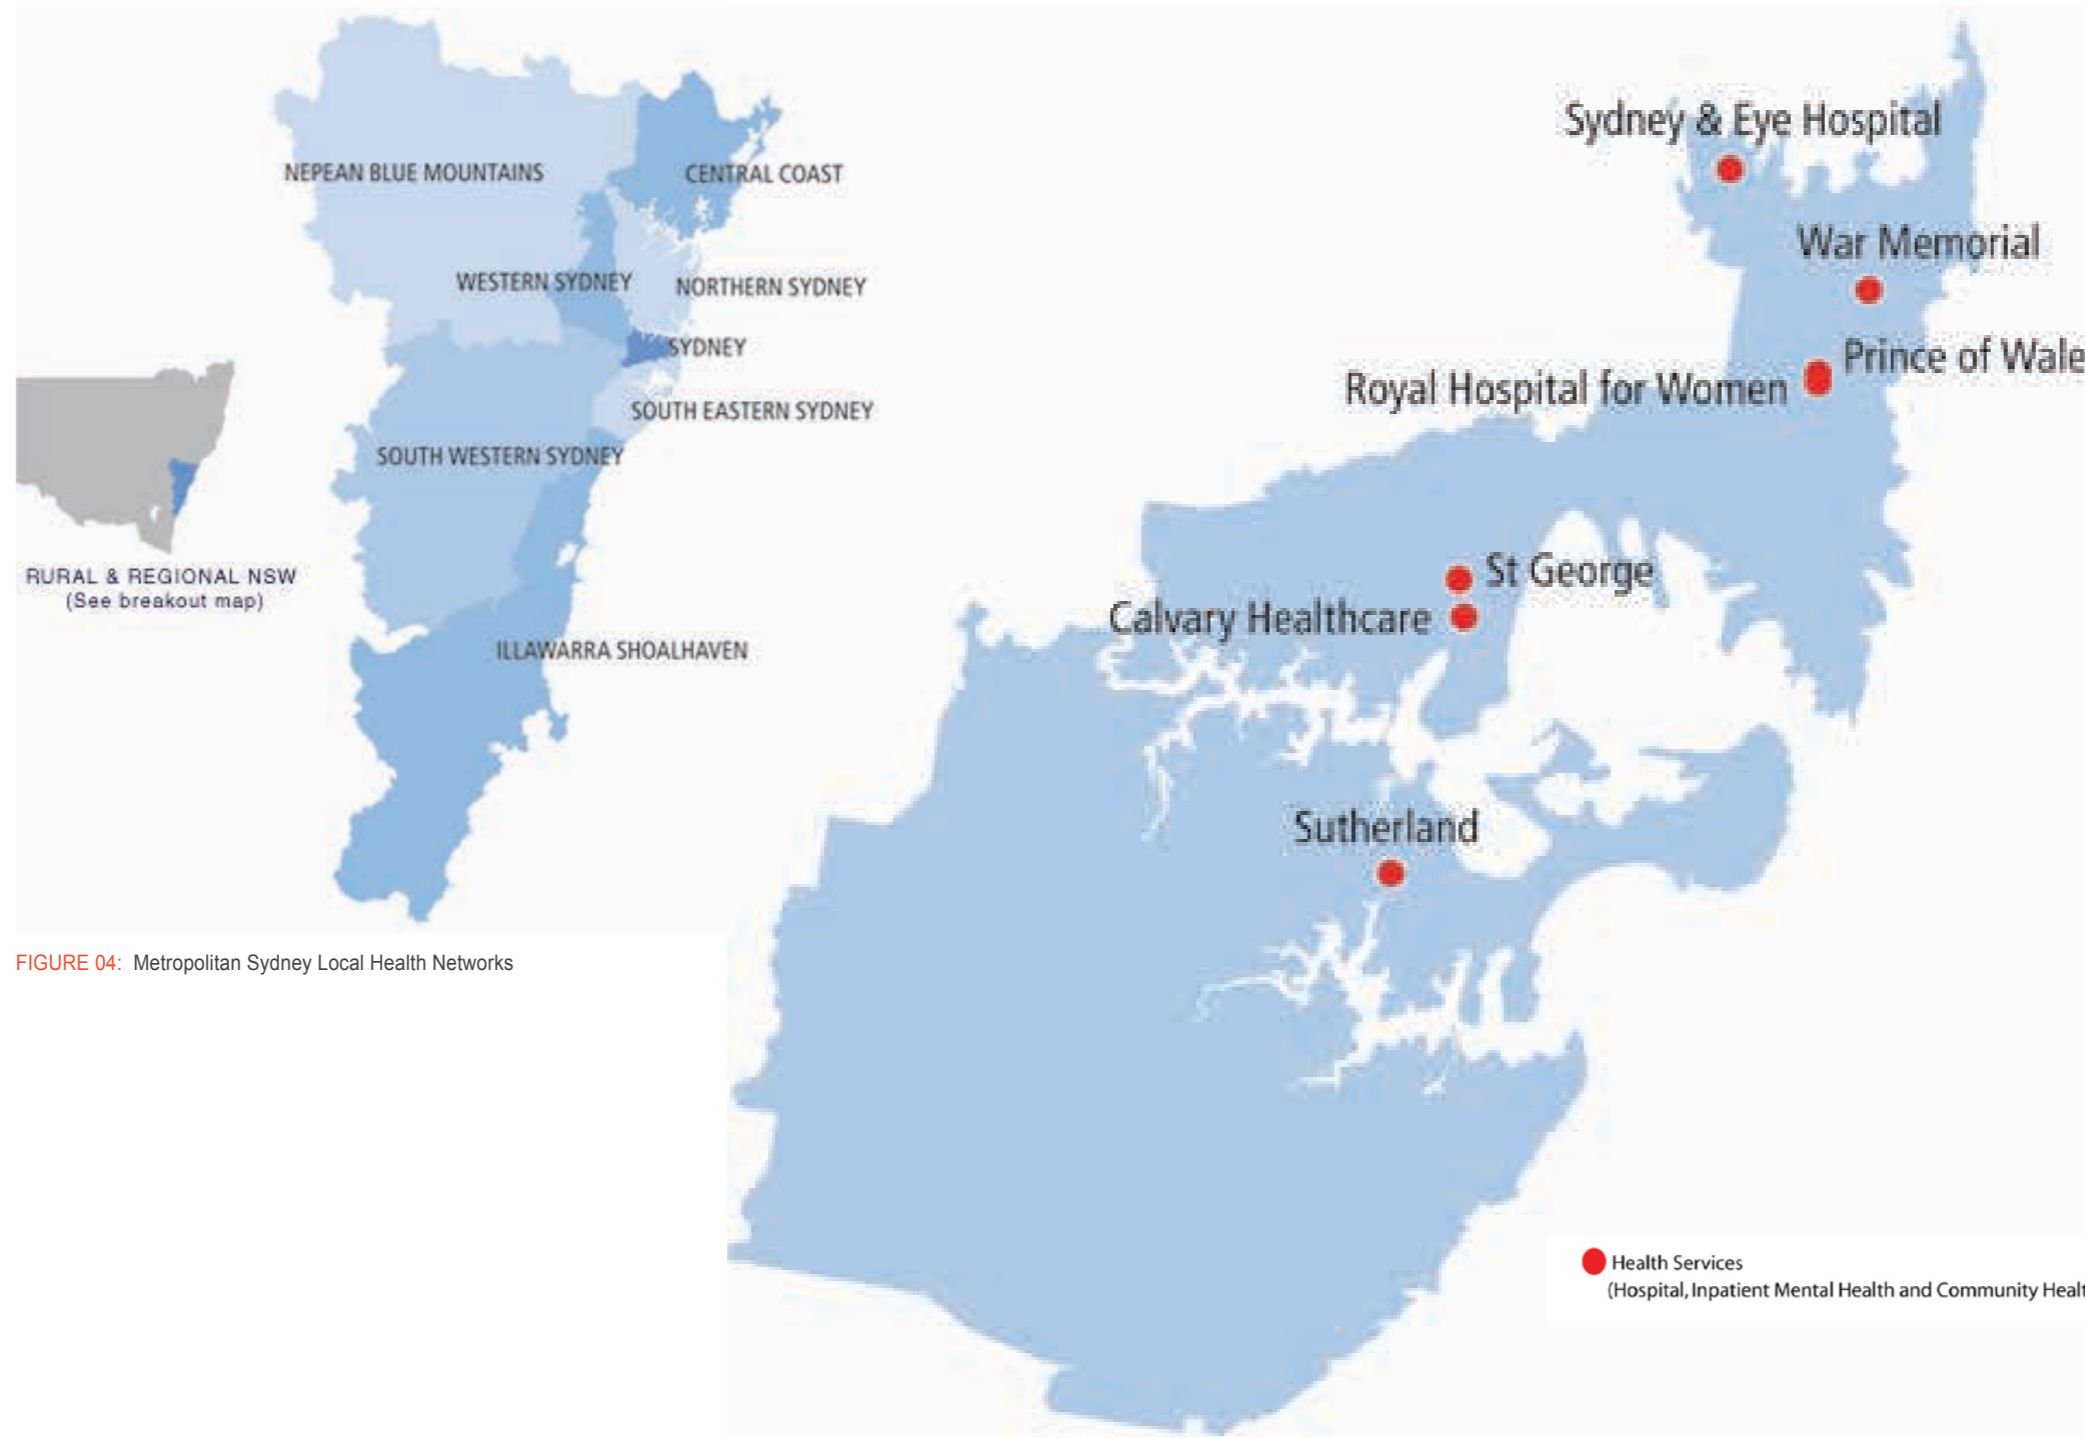 NEPEAN BLUE MOUNTAINS
CENTRAL COAST
WESTERN SYDNEY
NORTHERN SYDNEY
SYDNEY
SOUTH EASTERN SYDNEY
SOUTH WESTERN SYDNEY
ILLAWARRA SHOALHAVEN
RURAL & REGIONAL NSW
(See breakout map)
FIGURE 04: Metropolitan Sydney Local Health Networks
Sydney & Eye Hospital
War Memorial
Prince of Wale
Royal Hospital for Women
St George
Calvary Healthcare
Sutherland
Health Services
(Hospital, Inpatient Mental Health and Community Healt